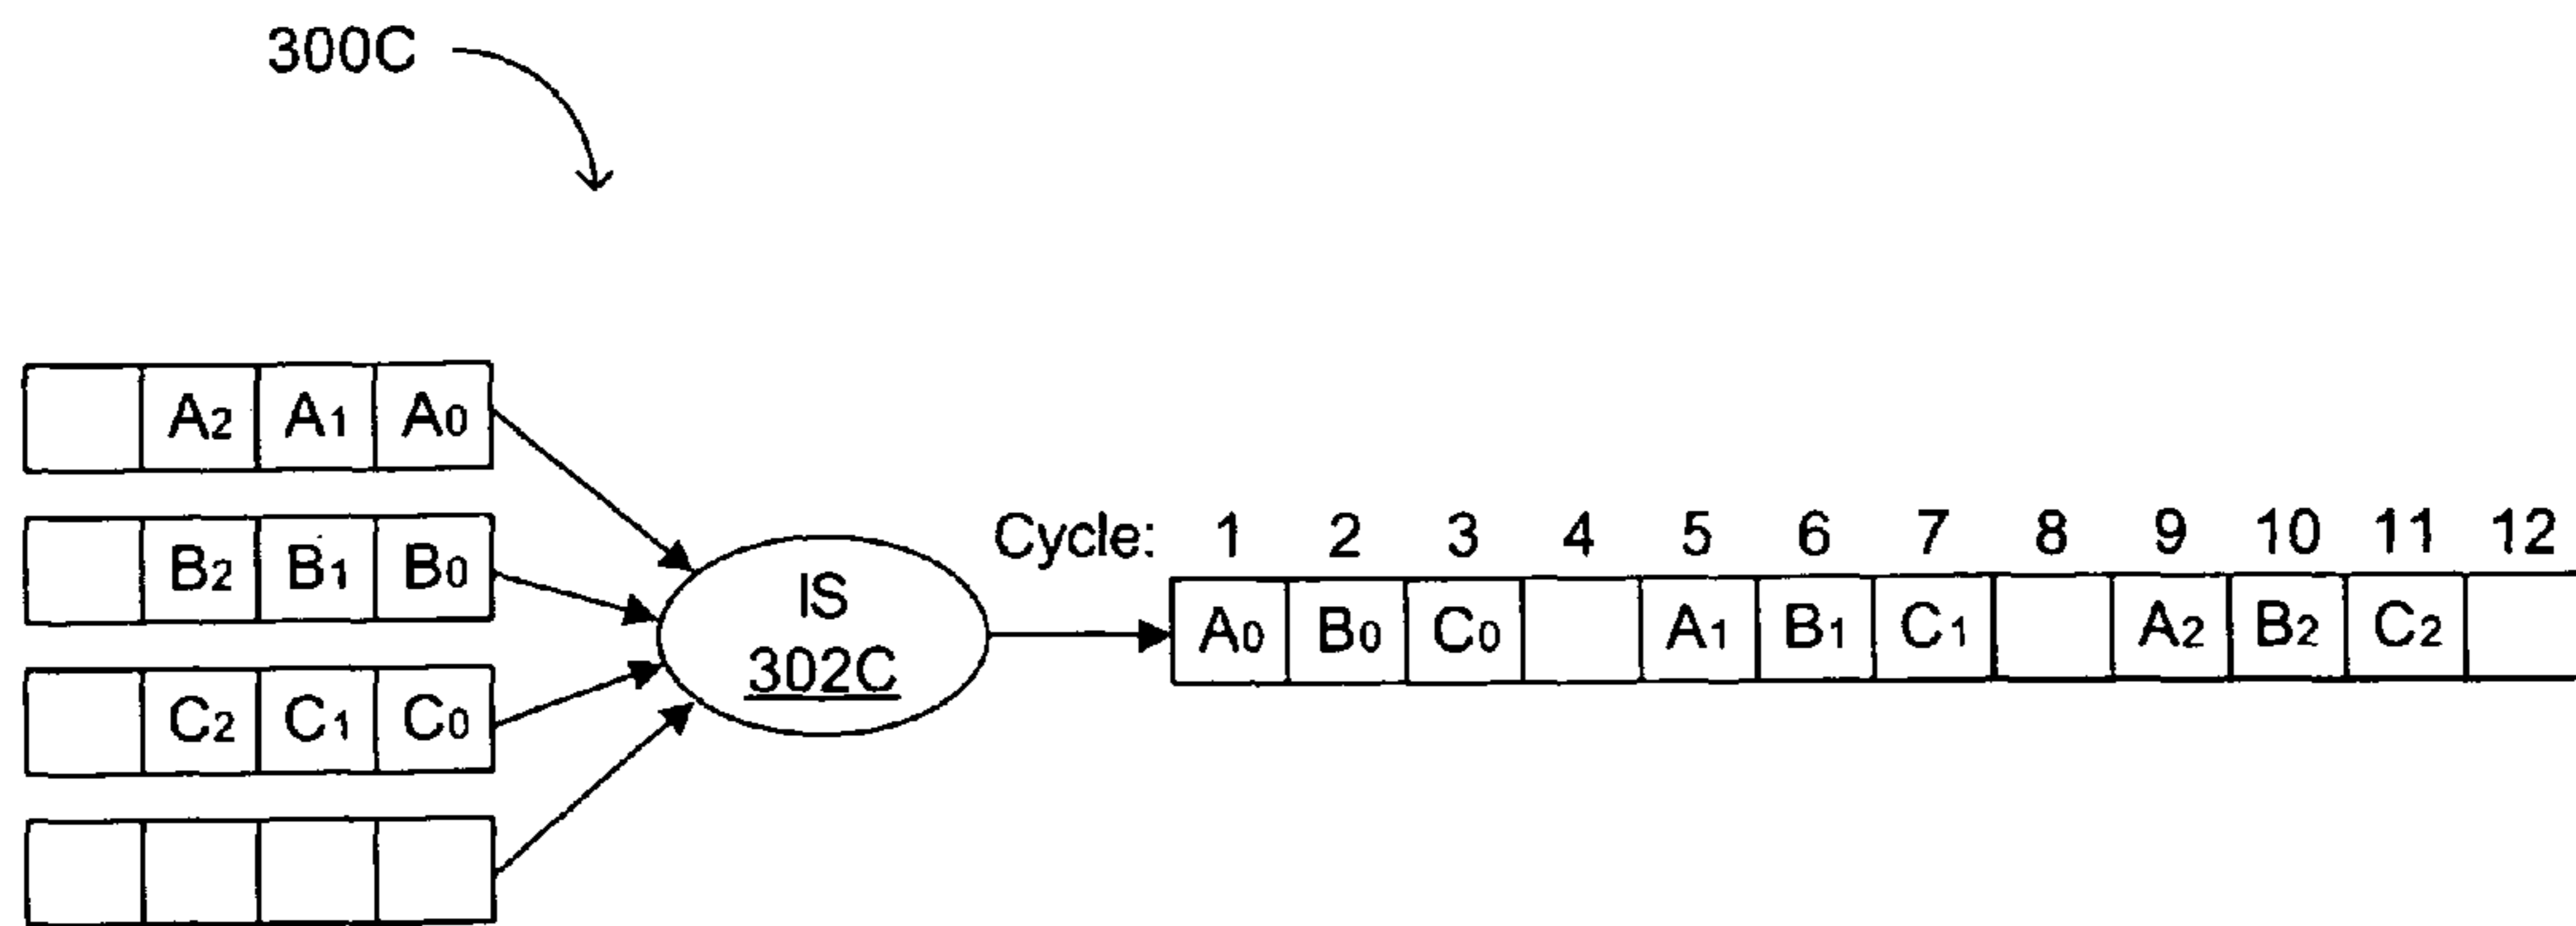 300C
A2 A1 A0
B2 B1 B0
C2 C1 C0
IS
302C
Cycle: 1 2 3 4 5 6 7 8 9 10 11 12
A0 B0 C0 A1 B1 C1 A2 B2 C2